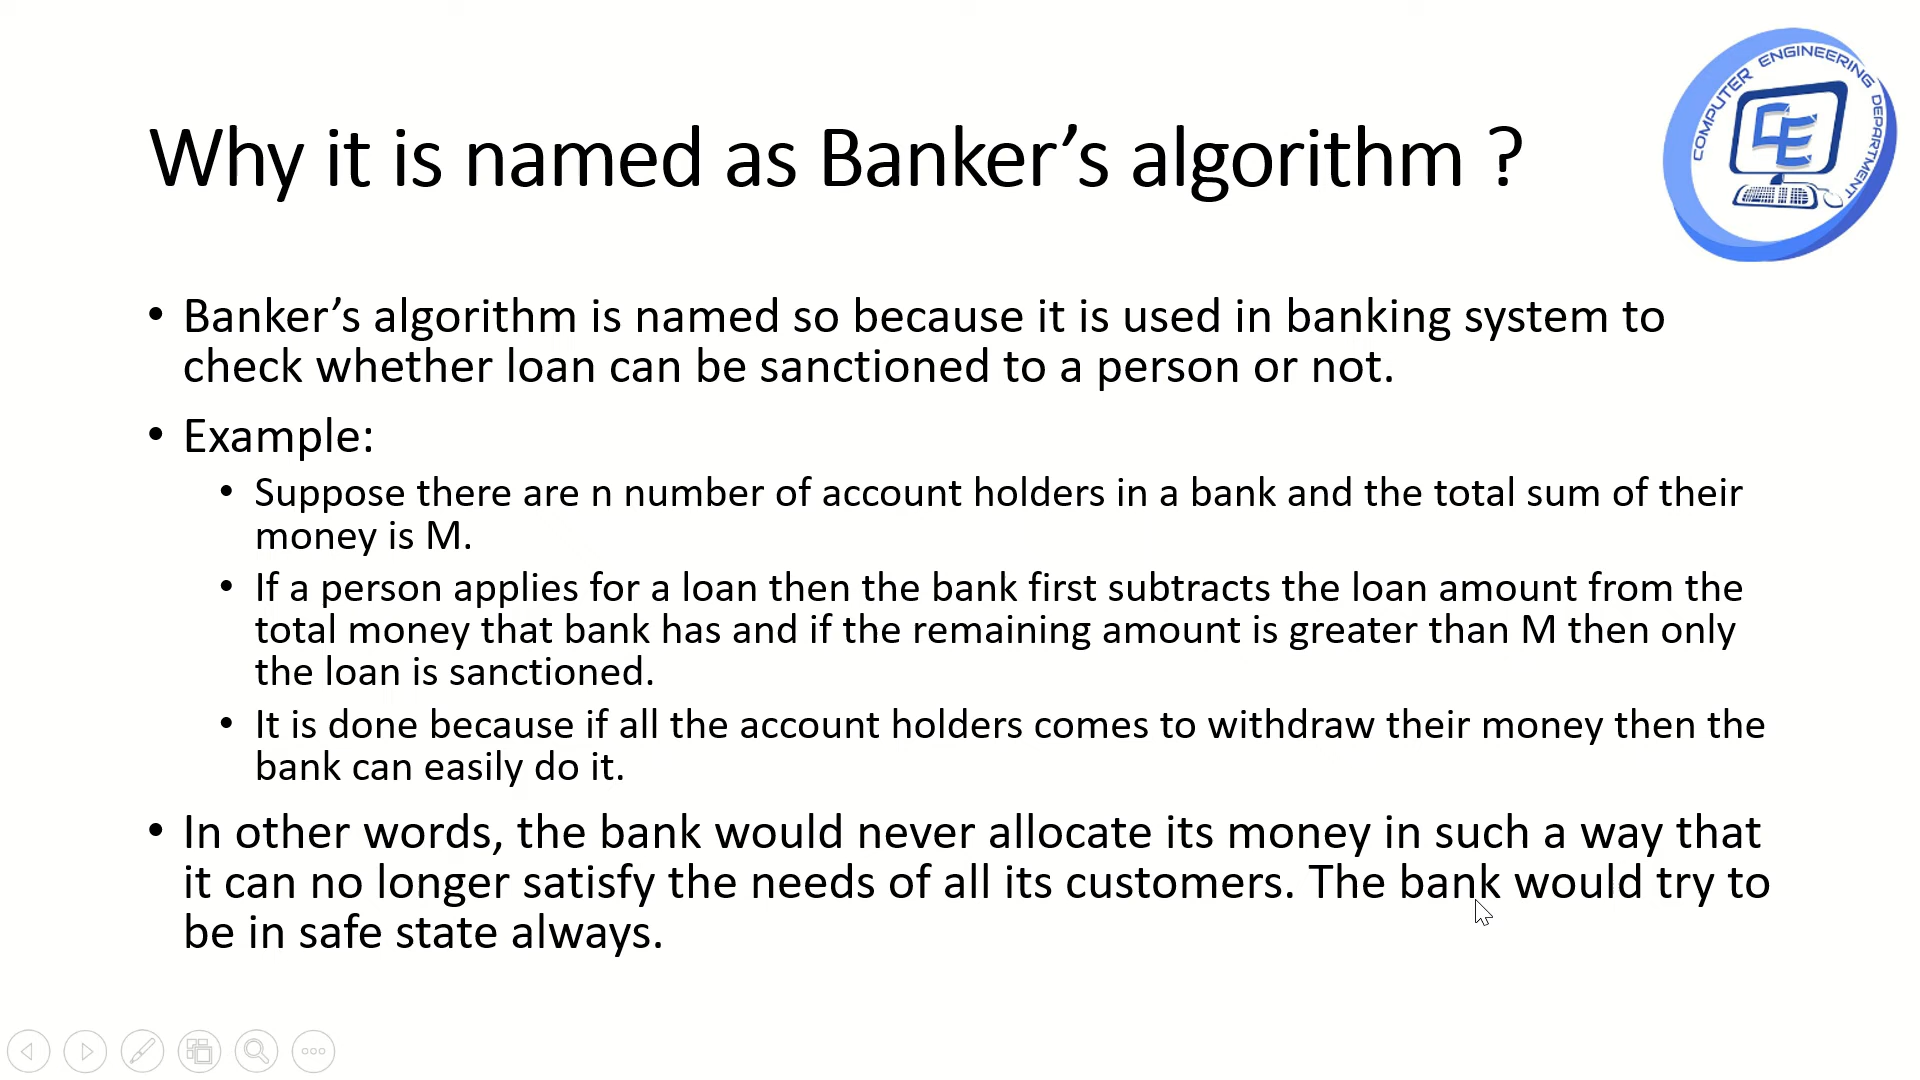 COMPUTER ENGINEERING DEPARTMENT
CE
Why it is named as Banker’s algorithm ?
• Banker’s algorithm is named so because it is used in banking system to
check whether loan can be sanctioned to a person or not.
• Example:
• Suppose there are n number of account holders in a bank and the total sum of their
money is M.
• If a person applies for a loan then the bank first subtracts the loan amount from the
total money that bank has and if the remaining amount is greater than M then only
the loan is sanctioned.
• It is done because if all the account holders comes to withdraw their money then the
bank can easily do it.
• In other words, the bank would never allocate its money in such a way that
it can no longer satisfy the needs of all its customers. The bank would try to
be in safe state always.